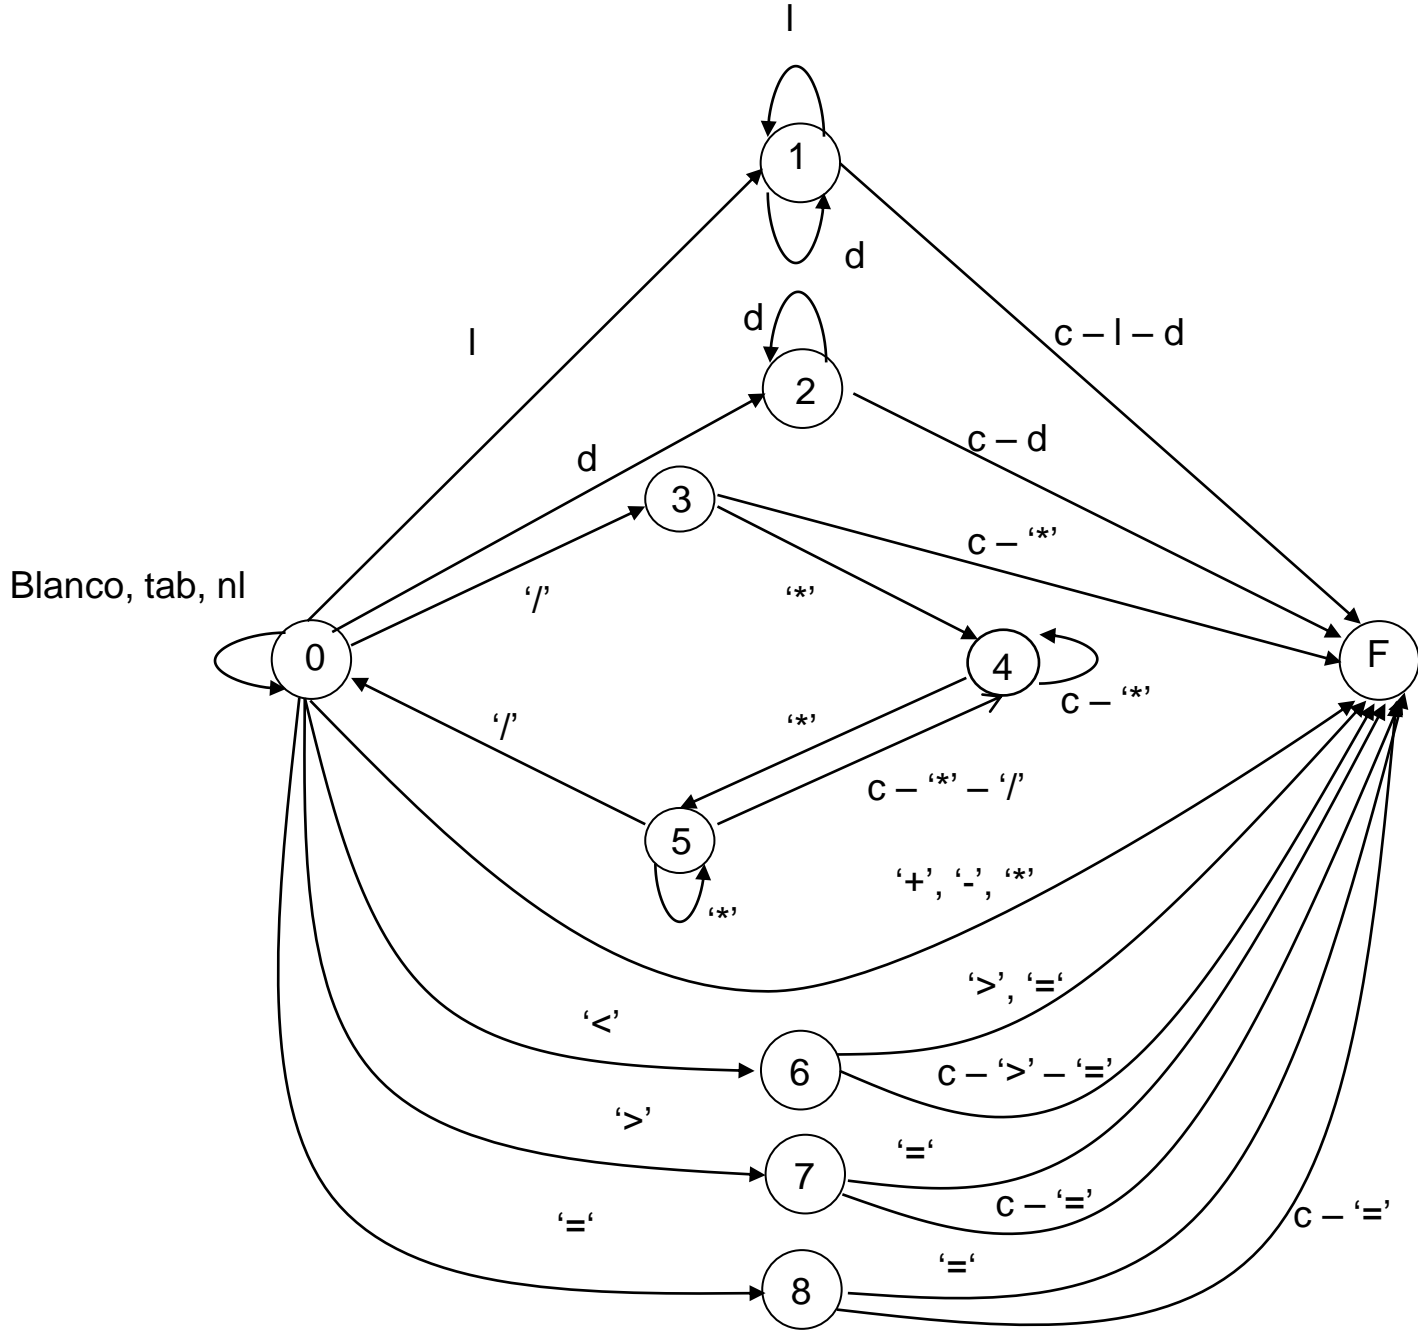 l
1
d
l
c – l – d
d
2
c – d
d
3
c – ‘*’
Blanco, tab, nl
‘/’
‘*’
0
4
F
c – ‘*’
‘/’
‘*’
c – ‘*’ – ‘/’
5
‘*’
‘+’, ‘-’, ‘*’
‘>’, ‘=‘
‘<’
6
c – ‘>’ – ‘=’
‘>’
7
‘=‘
c – ‘=’
‘=‘
c – ‘=’
‘=‘
8